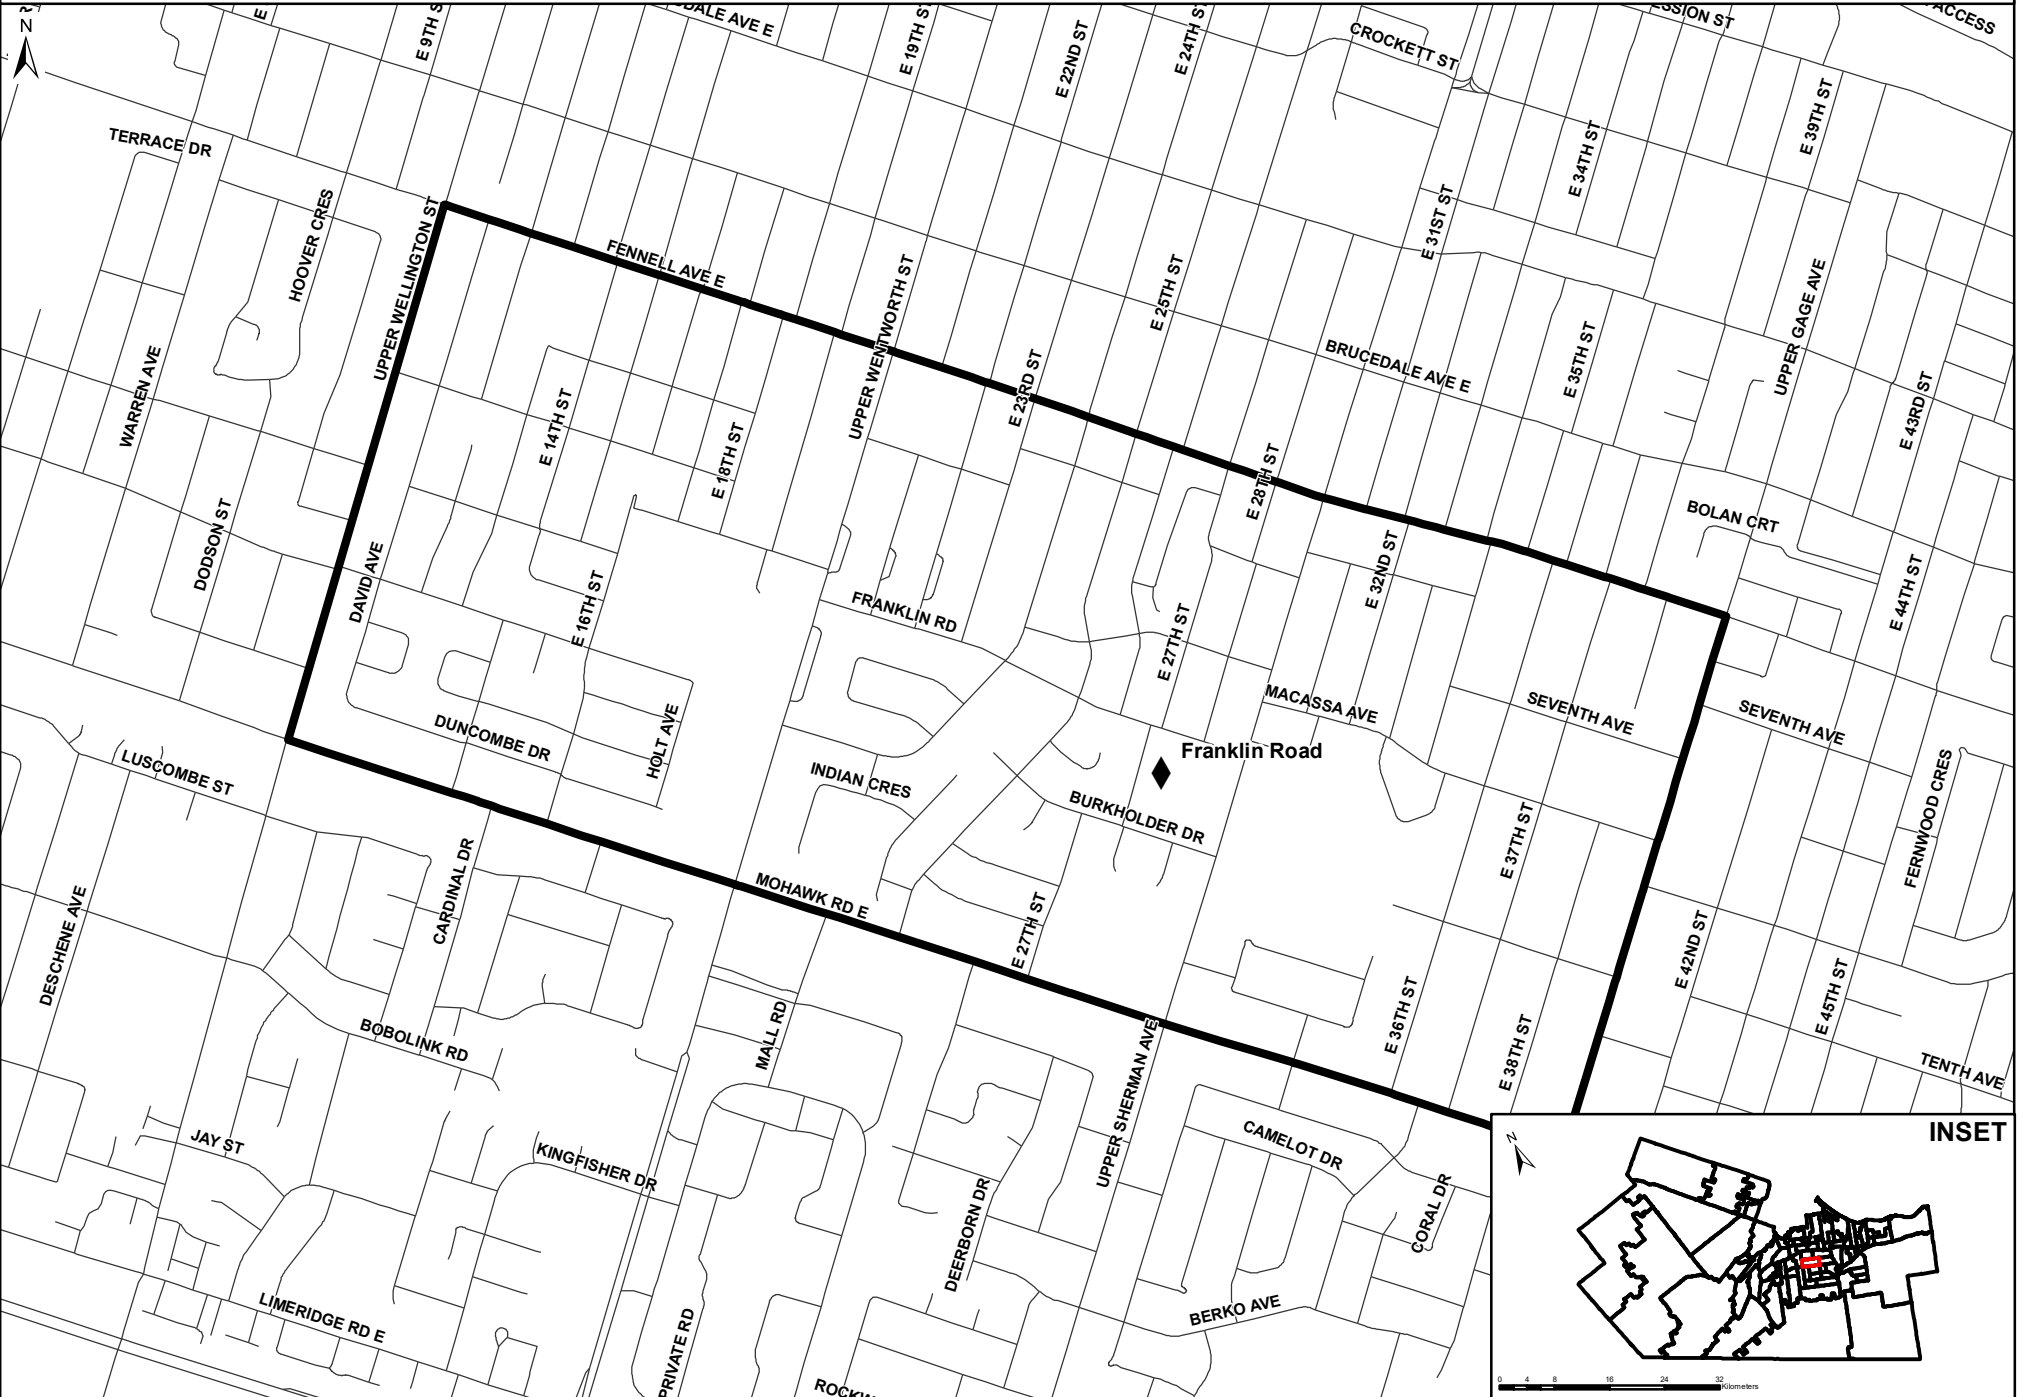 N
E
E 9TH S
SDALE AVE E
E 19TH S
E 22ND ST
E 24TH ST
CROCKETT ST
ESSION ST
ACCESS
TERRACE DR
E 39TH ST
E 34TH ST
HOOVER CRES
UPPER WELLINGTON ST
FENNELL AVE E
UPPER WENTWORTH ST
E 25TH ST
E 31ST ST
UPPER GAGE AVE
WARREN AVE
E 23RD ST
BRUCEDALE AVE E
E 35TH ST
E 43RD ST
E 14TH ST
E 18TH ST
E 28TH ST
BOLAN CRT
DODSON ST
DAVID AVE
E 16TH ST
E 32ND ST
E 44TH ST
FRANKLIN RD
E 27TH ST
MACASSA AVE
SEVENTH AVE
SEVENTH AVE
DUNCOMBE DR
HOLT AVE
Franklin Road
LUSCOMBE ST
INDIAN CRES
BURKHOLDER DR
FERNWOOD CRES
E 37TH ST
CARDINAL DR
MOHAWK RD E
E 27TH ST
E 42ND ST
DESCHENE AVE
E 45TH ST
E 36TH ST
MALL RD
BOBOLINK RD
E 38TH ST
TENTH AVE
UPPER SHERMAN AVE
JAY ST
KINGFISHER DR
CAMELOT DR
CORAL DR
DEERBORN DR
LIMERIDGE RD E
BERKO AVE
PRIVATE RD
ROCKW
INSET
N
0 4 8 16 24 32
Kilometers